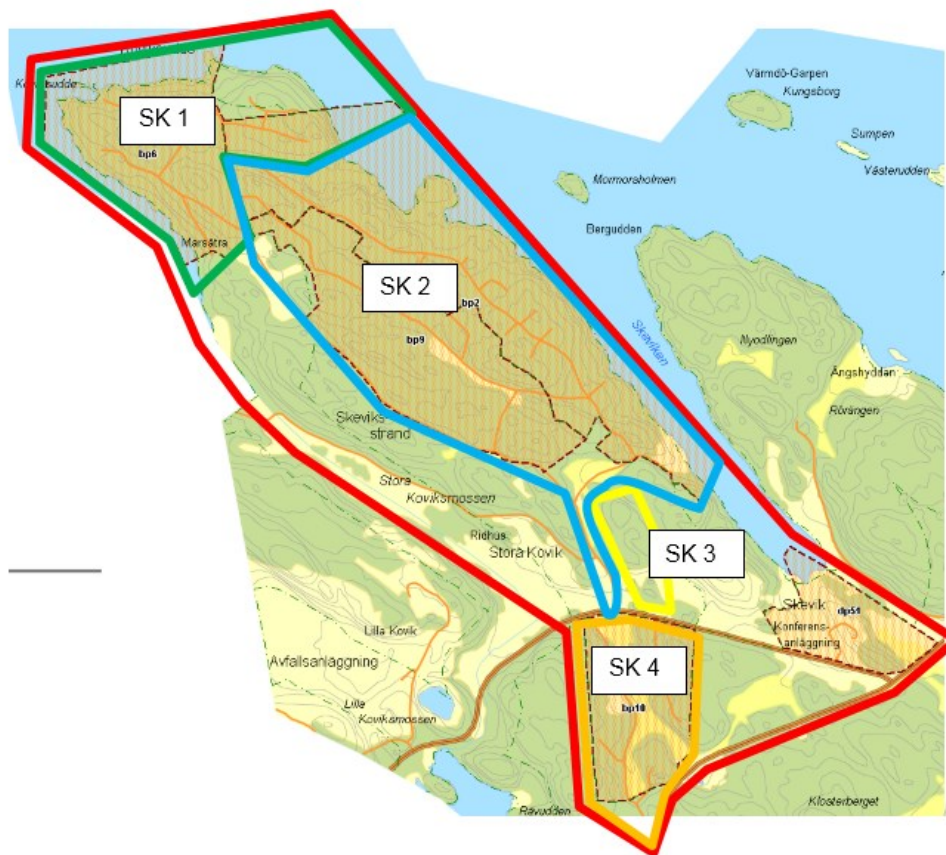 SK 1
bp6
Marsätra
SK 2
bp2
bp9
Värmdö-Garpen
Kungsborg
Sumpen
Västerudden
Mormorsholmen
Bergudden
Skeviken
Nyodlingen
Ängshyddan
Rörängen
Skeviks-
strand
Stora
Koviksmossen
Ridhus
Stora Kovik
SK 3
Skevik
dp51
Konferens-
anläggning
Lilla Kovik
Avfallsanläggning
Lilla
Koviksmossen
SK 4
bp10
Rävudden
Klosterberget